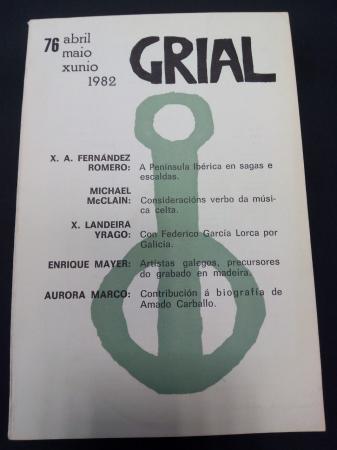 76 abril
maio
xunio
1982
GRIAL
X. A. FERNÁNDEZ
ROMERO: A Península Ibérica en sagas e
escaldas.
MICHAEL
McCLAIN: Consideracións verbo da músi-
ca celta.
X. LANDEIRA
YRAGO: Con Federico García Lorca por
Galicia.
ENRIQUE MAYER: Artistas galegos, precursores
do grabado en madeira.
AURORA MARCO: Contribución á biografía de
Amado Carballo.